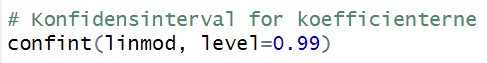 # Konfidensinterval for koefficienterne
confint(linmod, level=0.99)